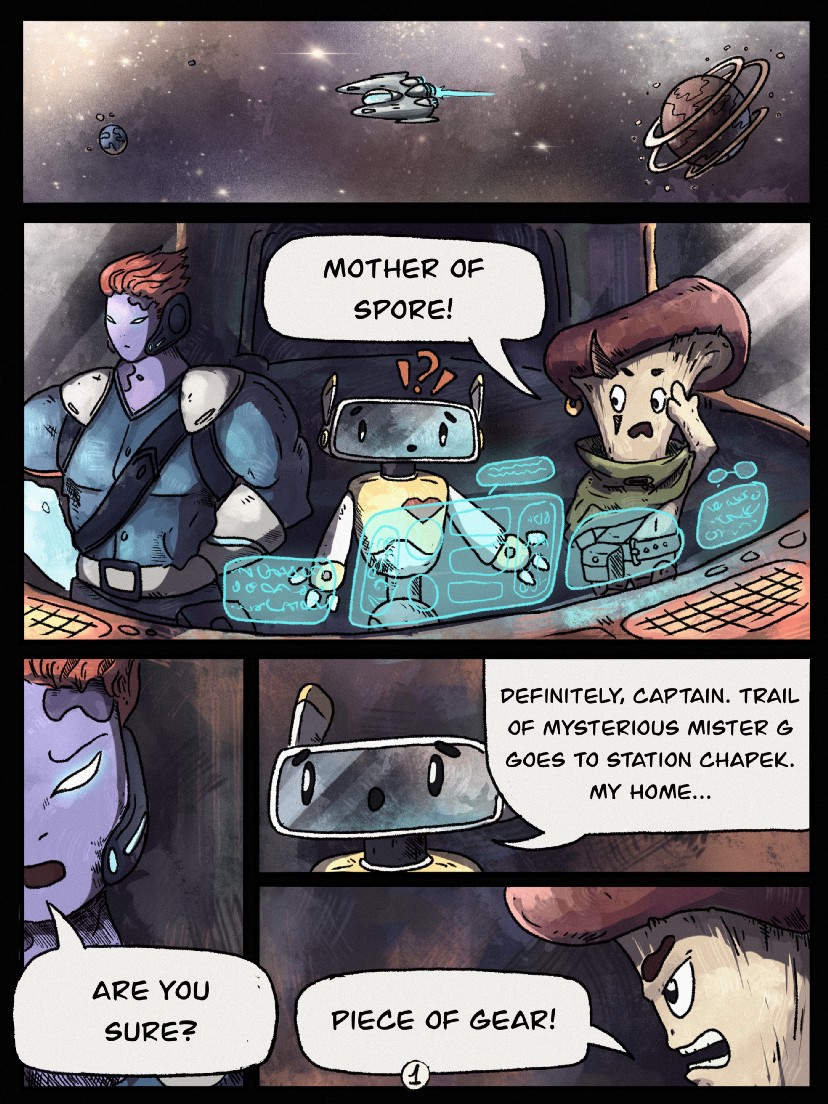 MOTHER OF
SPORE!
!?!
ARE YOU
SURE?
DEFINITELY, CAPTAIN. TRAIL
OF MYSTERIOUS MISTER G
GOES TO STATION CHAPEK.
MY HOME...
PIECE OF GEAR!
1